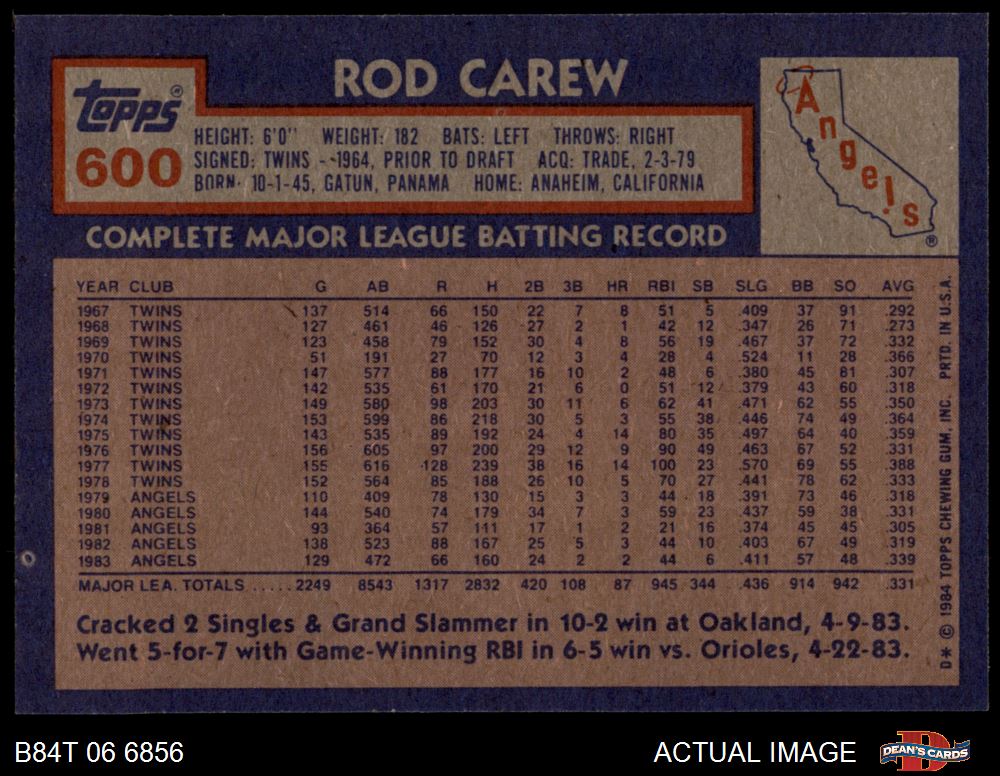 ROD CAREW
TOPPS ®
600
HEIGHT: 6'0" WEIGHT: 182 BATS: LEFT THROWS: RIGHT
SIGNED: TWINS - 1964, PRIOR TO DRAFT ACQ: TRADE, 2-3-79
BORN: 10-1-45, GATUN, PANAMA HOME: ANAHEIM, CALIFORNIA
Angels ®
COMPLETE MAJOR LEAGUE BATTING RECORD
YEAR CLUB G AB R H 2B 3B HR RBI SB SLG BB SO AVG
1967 TWINS 137 514 66 150 22 7 8 51 5 .409 37 91 .292
1968 TWINS 127 461 46 126 27 2 1 42 12 .347 26 71 .273
1969 TWINS 123 458 79 152 30 4 8 56 19 .467 37 72 .332
1970 TWINS 51 191 27 70 12 3 4 28 4 .524 11 28 .366
1971 TWINS 147 577 88 177 16 10 2 48 6 .380 45 81 .307
1972 TWINS 142 535 61 170 21 6 0 51 12 .379 43 60 .318
1973 TWINS 149 580 98 203 30 11 6 62 41 .471 62 55 .350
1974 TWINS 153 599 86 218 30 5 3 55 38 .446 74 49 .364
1975 TWINS 143 535 89 192 24 4 14 80 35 .497 64 40 .359
1976 TWINS 156 605 97 200 29 12 9 90 49 .463 67 52 .331
1977 TWINS 155 616 128 239 38 16 14 100 23 .570 69 55 .388
1978 TWINS 152 564 85 188 26 10 5 70 27 .441 78 62 .333
1979 ANGELS 110 409 78 130 15 3 3 44 18 .391 73 46 .318
1980 ANGELS 144 540 74 179 34 7 3 59 23 .437 59 38 .331
1981 ANGELS 93 364 57 111 17 1 2 21 16 .374 45 45 .305
1982 ANGELS 138 523 88 167 25 5 3 44 10 .403 67 49 .319
1983 ANGELS 129 472 66 160 24 2 2 44 6 .411 57 48 .339
MAJOR LEA. TOTALS ..... 2249 8543 1317 2832 420 108 87 945 344 .436 914 942 .331
Cracked 2 Singles & Grand Slammer in 10-2 win at Oakland, 4-9-83.
Went 5-for-7 with Game-Winning RBI in 6-5 win vs. Orioles, 4-22-83.
D* © 1984 TOPPS CHEWING GUM, INC. PRTD. IN U.S.A.
B84T 06 6856
ACTUAL IMAGE
DEAN'S CARDS